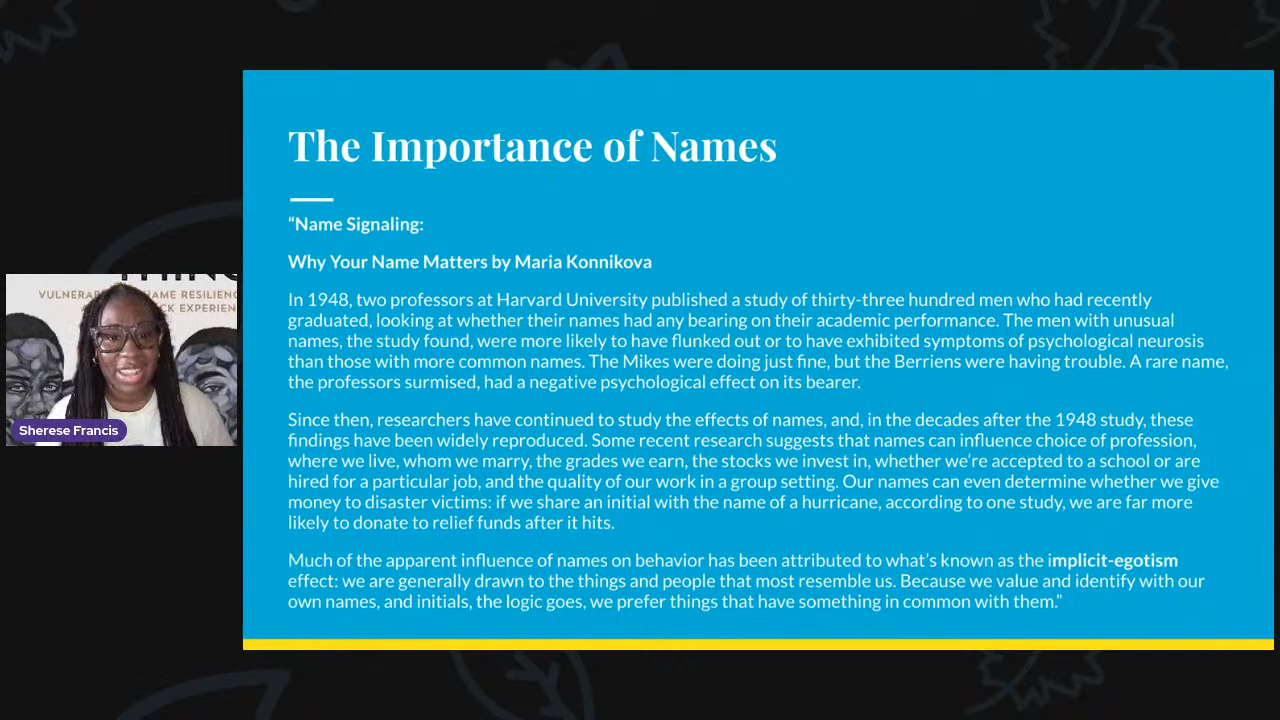 The Importance of Names
“Name Signaling:
Why Your Name Matters by Maria Konnikova
In 1948, two professors at Harvard University published a study of thirty-three hundred men who had recently
graduated, looking at whether their names had any bearing on their academic performance. The men with unusual
names, the study found, were more likely to have flunked out or to have exhibited symptoms of psychological neurosis
than those with more common names. The Mikes were doing just fine, but the Berriens were having trouble. A rare name,
the professors surmised, had a negative psychological effect on its bearer.
Since then, researchers have continued to study the effects of names, and, in the decades after the 1948 study, these
findings have been widely reproduced. Some recent research suggests that names can influence choice of profession,
where we live, whom we marry, the grades we earn, the stocks we invest in, whether we’re accepted to a school or are
hired for a particular job, and the quality of our work in a group setting. Our names can even determine whether we give
money to disaster victims: if we share an initial with the name of a hurricane, according to one study, we are far more
likely to donate to relief funds after it hits.
Much of the apparent influence of names on behavior has been attributed to what’s known as the implicit-egotism
effect: we are generally drawn to the things and people that most resemble us. Because we value and identify with our
own names, and initials, the logic goes, we prefer things that have something in common with them.”
Sherese Francis